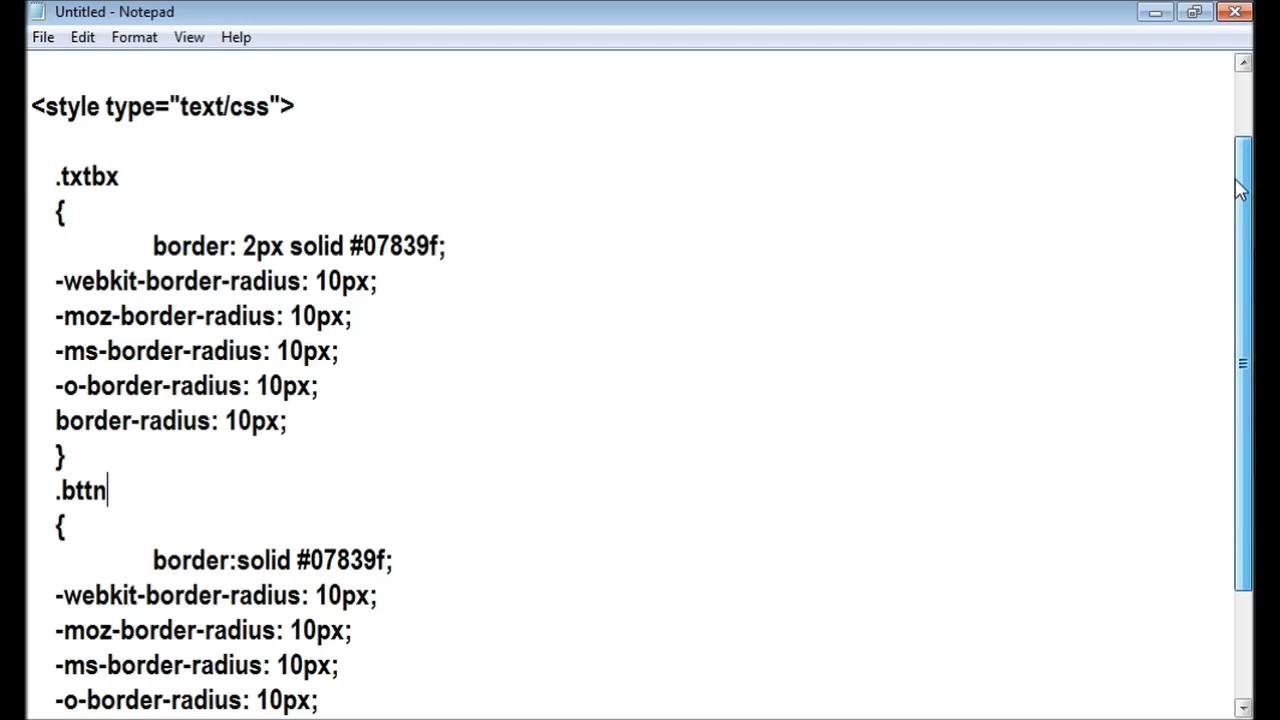 Untitled - Notepad
File Edit Format View Help
<style type="text/css">
.txtbx
{
border: 2px solid #07839f;
-webkit-border-radius: 10px;
-moz-border-radius: 10px;
-ms-border-radius: 10px;
-o-border-radius: 10px;
border-radius: 10px;
}
.bttn
{
border:solid #07839f;
-webkit-border-radius: 10px;
-moz-border-radius: 10px;
-ms-border-radius: 10px;
-o-border-radius: 10px;